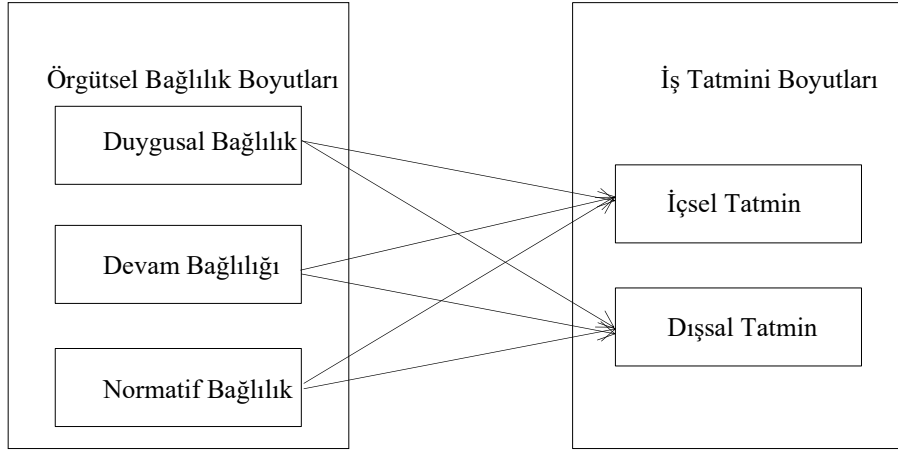 Örgütsel Bağlılık Boyutları
Duygusal Bağlılık
Devam Bağlılığı
Normatif Bağlılık
İş Tatmini Boyutları
İçsel Tatmin
Dışsal Tatmin